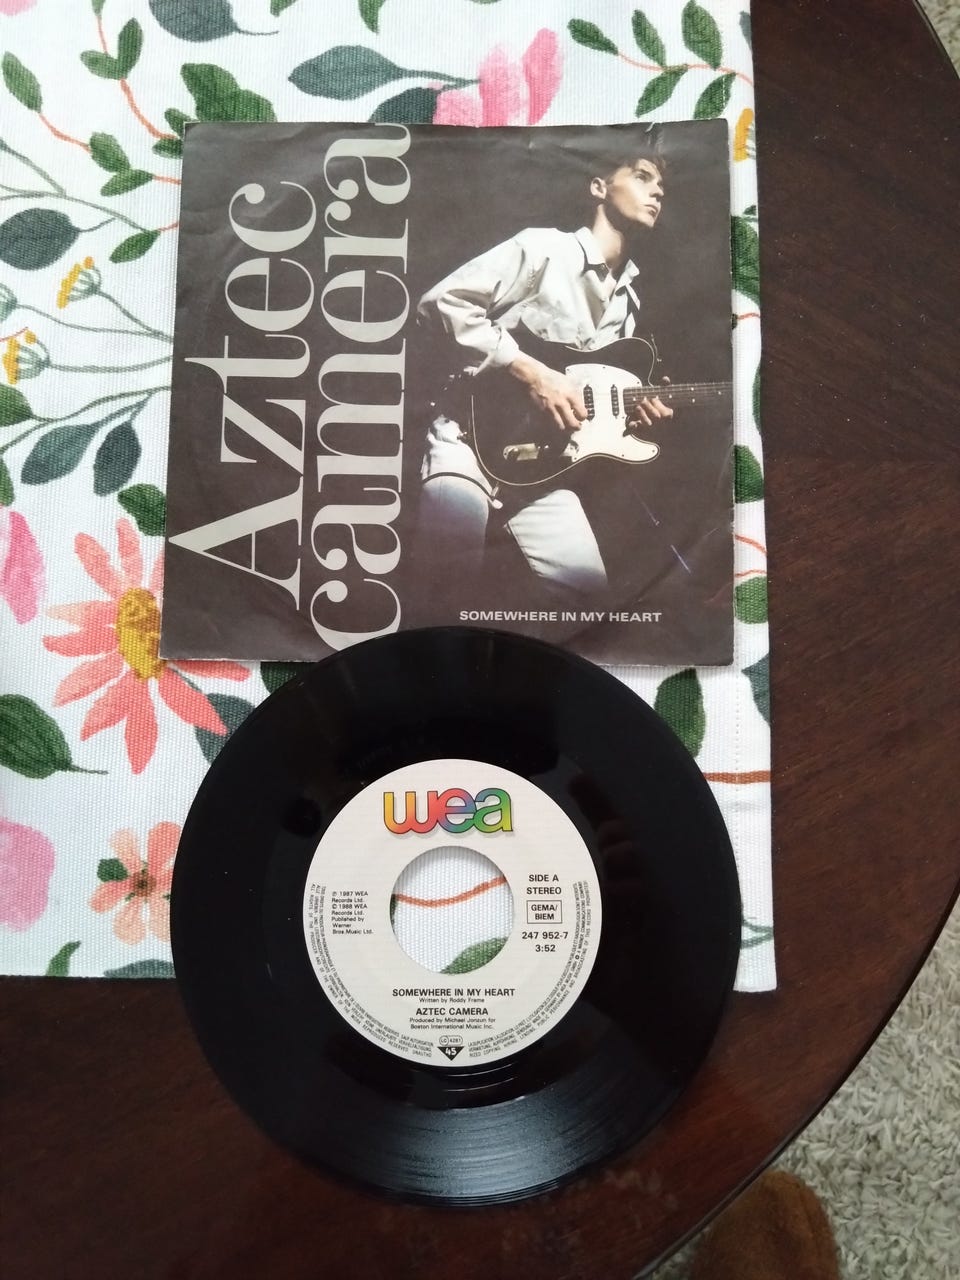 Aztec
camera
SOMEWHERE IN MY HEART
wea
℗ 1987 WEA
Records Ltd.
© 1988 WEA
Records Ltd.
Published by
Warner
Bros.Music Ltd.
SIDE A
STEREO
GEMA/
BIEM
247 952-7
3:52
SOMEWHERE IN MY HEART
Written by Roddy Frame
AZTEC CAMERA
Produced by Michael Jonzun for
Boston International Music Inc.
LC 4281
45